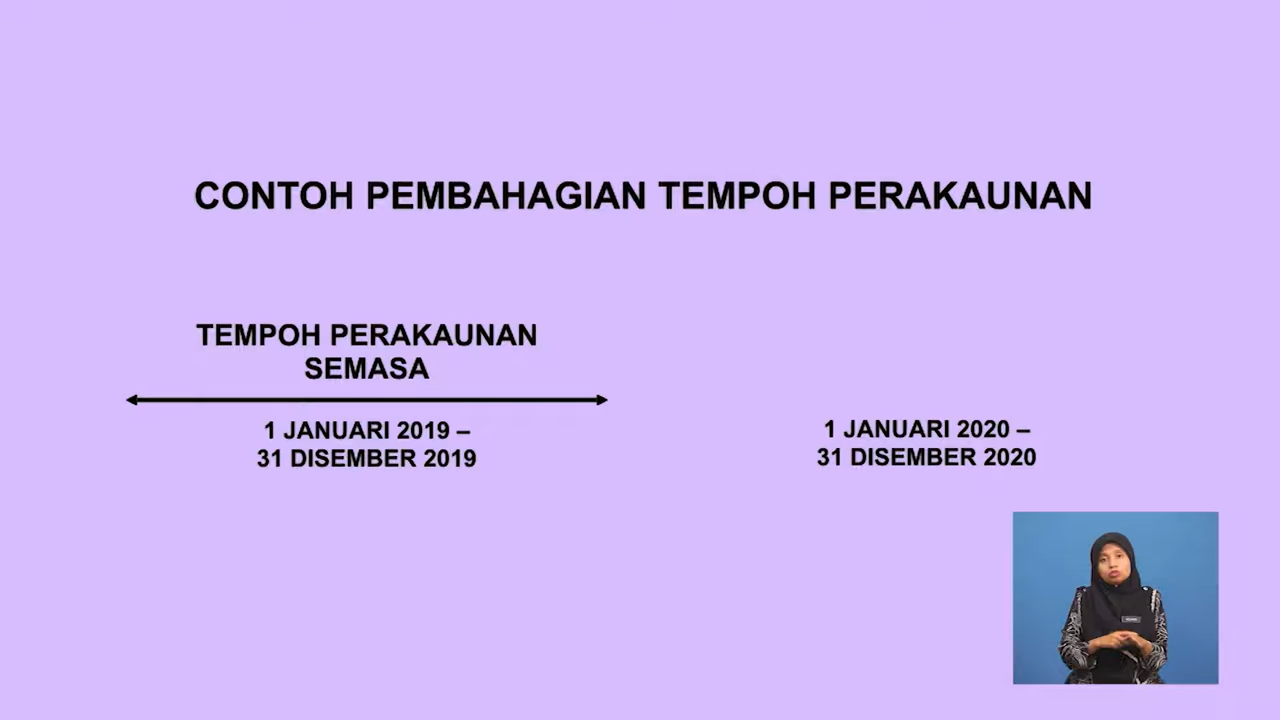 CONTOH PEMBAHAGIAN TEMPOH PERAKAUNAN
TEMPOH PERAKAUNAN
SEMASA
1 JANUARI 2019 –
31 DISEMBER 2019
1 JANUARI 2020 –
31 DISEMBER 2020